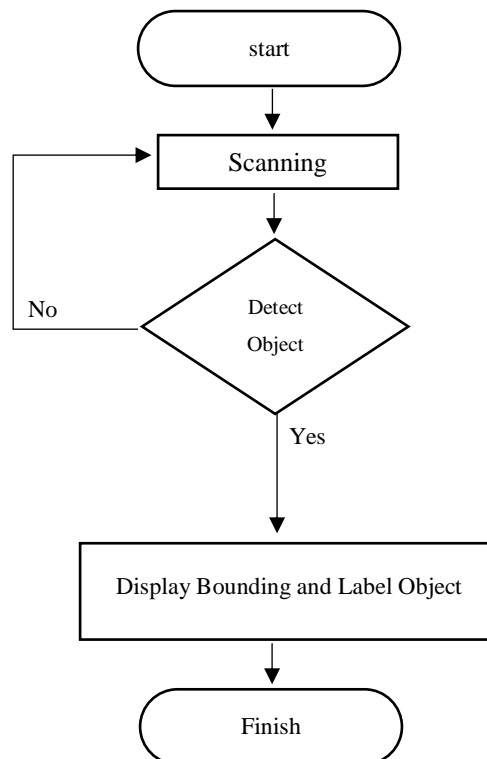 start
Scanning
Detect
Object
No
Yes
Display Bounding and Label Object
Finish